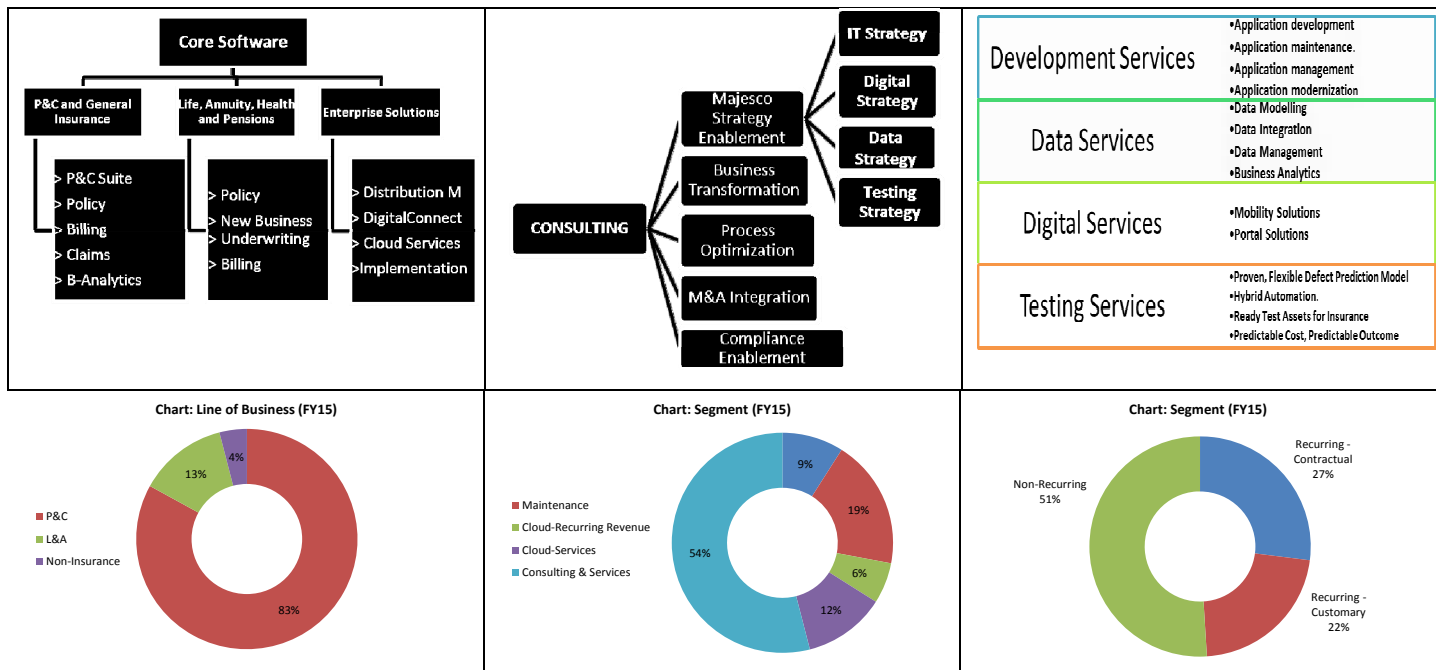 Core Software
P&C and General
Insurance
Life, Annuity, Health
and Pensions
Enterprise Solutions
> P&C Suite
> Policy
> Billing
> Claims
> B-Analytics
> Policy
> New Business
> Underwriting
> Billing
> Distribution M
> DigitalConnect
> Cloud Services
>Implementation
CONSULTING
Majesco
Strategy
Enablement
Business
Transformation
Process
Optimization
M&A Integration
Compliance
Enablement
IT Strategy
Digital
Strategy
Data
Strategy
Testing
Strategy
Development Services
•Application development
•Application maintenance.
•Application management
•Application modernization
Data Services
•Data Modelling
•Data Integration
•Data Management
•Business Analytics
Digital Services
•Mobility Solutions
•Portal Solutions
Testing Services
•Proven, Flexible Defect Prediction Model
•Hybrid Automation.
•Ready Test Assets for Insurance
•Predictable Cost, Predictable Outcome
Chart: Line of Business (FY15)
P&C
L&A
Non-Insurance
4%
13%
83%
Chart: Segment (FY15)
Maintenance
Cloud-Recurring Revenue
Cloud-Services
Consulting & Services
9%
19%
6%
12%
54%
Chart: Segment (FY15)
Recurring -
Contractual
27%
Non-Recurring
51%
Recurring -
Customary
22%